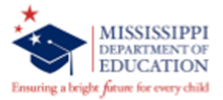 MISSISSIPPI
DEPARTMENT OF
EDUCATION
Ensuring a bright future for every child